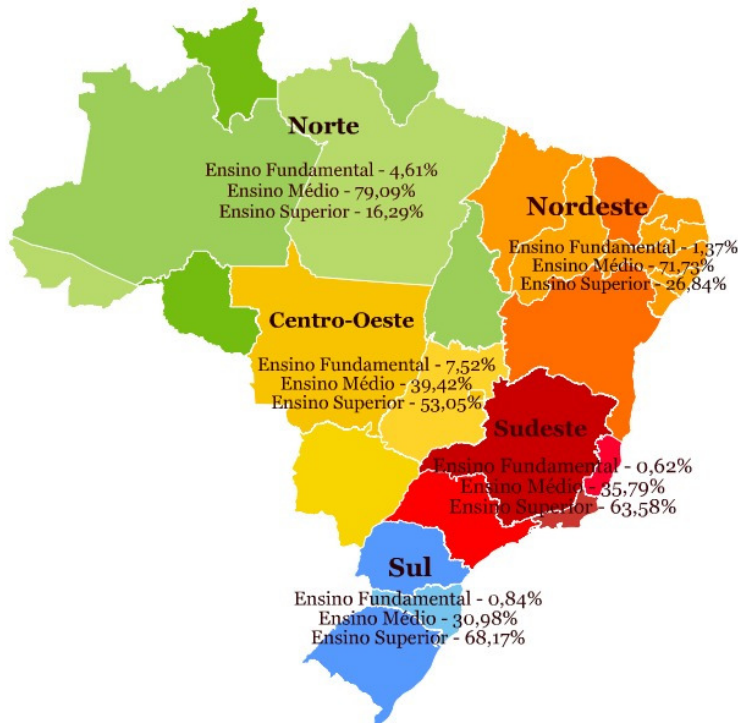 Norte
Ensino Fundamental - 4,61%
Ensino Médio - 79,09%
Ensino Superior - 16,29%
Nordeste
Ensino Fundamental - 1,37%
Ensino Médio - 71,73%
Ensino Superior - 26,84%
Centro-Oeste
Ensino Fundamental - 7,52%
Ensino Médio - 39,42%
Ensino Superior - 53,05%
Sudeste
Ensino Fundamental - 0,62%
Ensino Médio - 35,79%
Ensino Superior - 63,58%
Sul
Ensino Fundamental - 0,84%
Ensino Médio - 30,98%
Ensino Superior - 68,17%